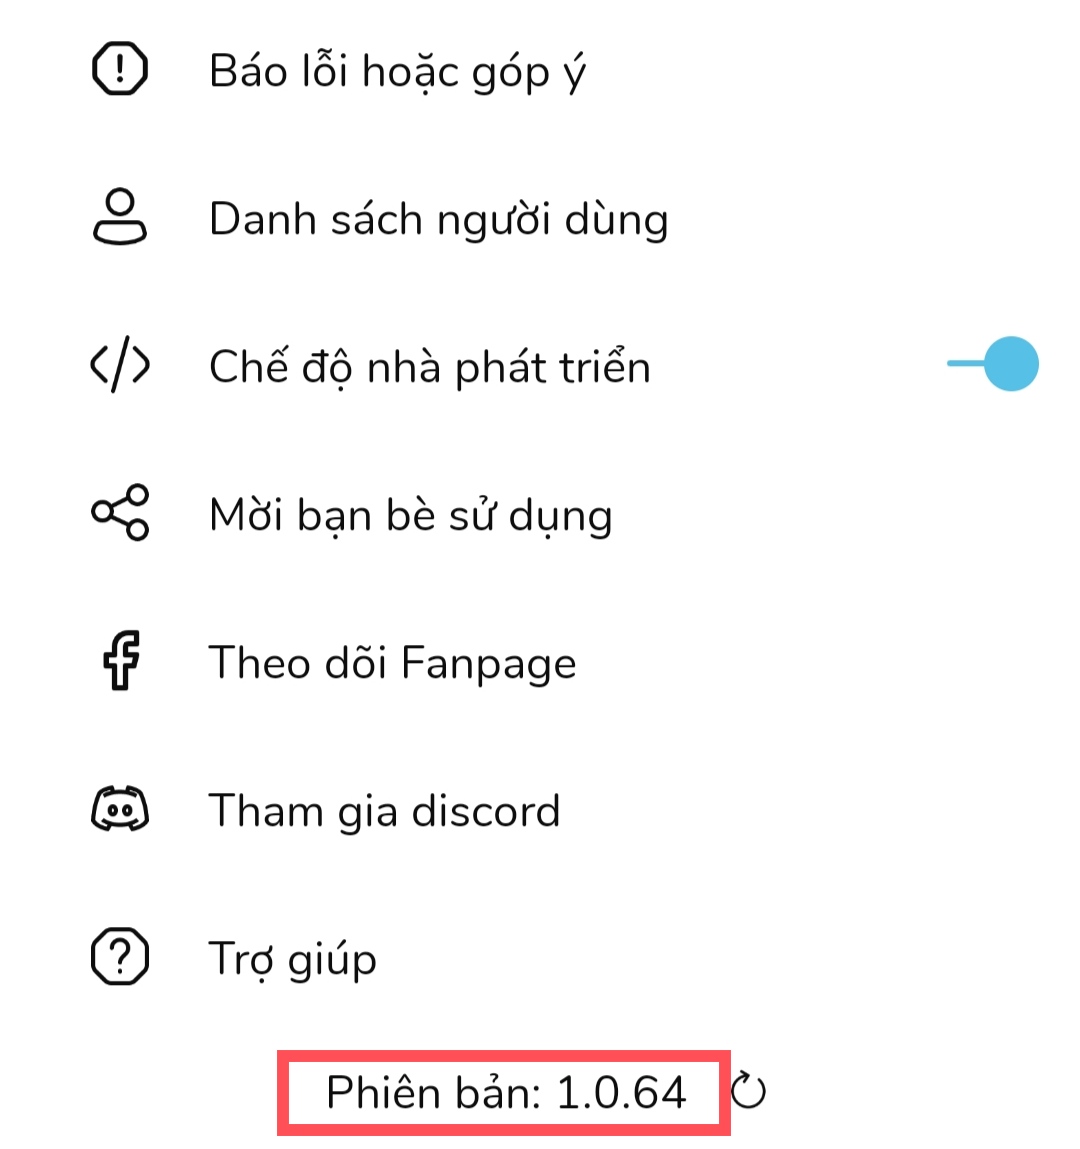 Báo lỗi hoặc góp ý
Danh sách người dùng
Chế độ nhà phát triển
Mời bạn bè sử dụng
Theo dõi Fanpage
Tham gia discord
Trợ giúp
Phiên bản: 1.0.64